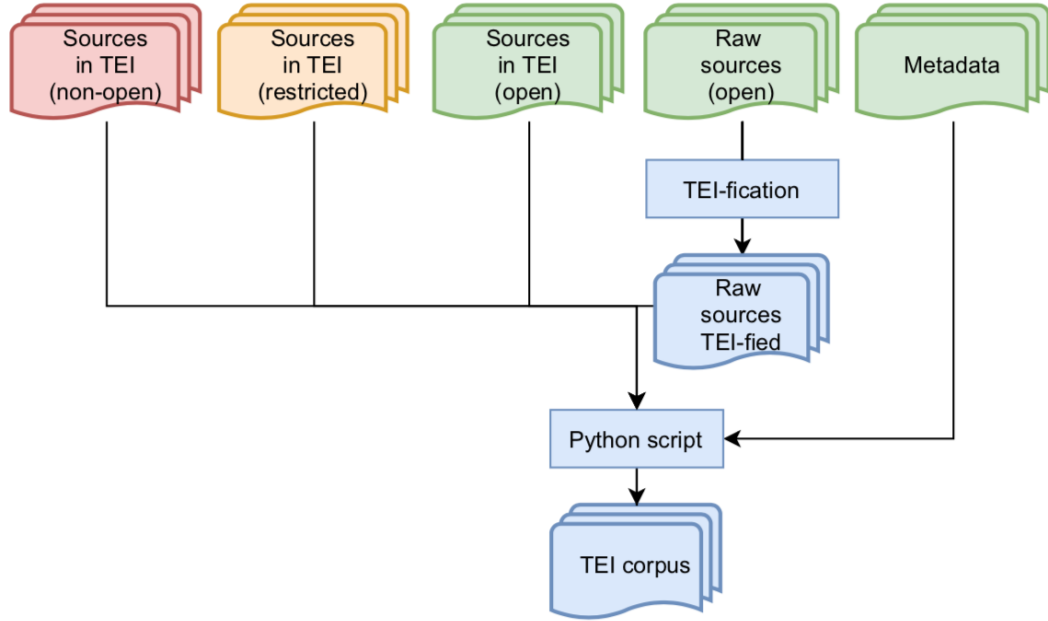 Sources
in TEI
(non-open)
Sources
in TEI
(restricted)
Sources
in TEI
(open)
Raw
sources
(open)
Metadata
TEI-fication
Raw
sources
TEI-fied
Python script
TEI corpus